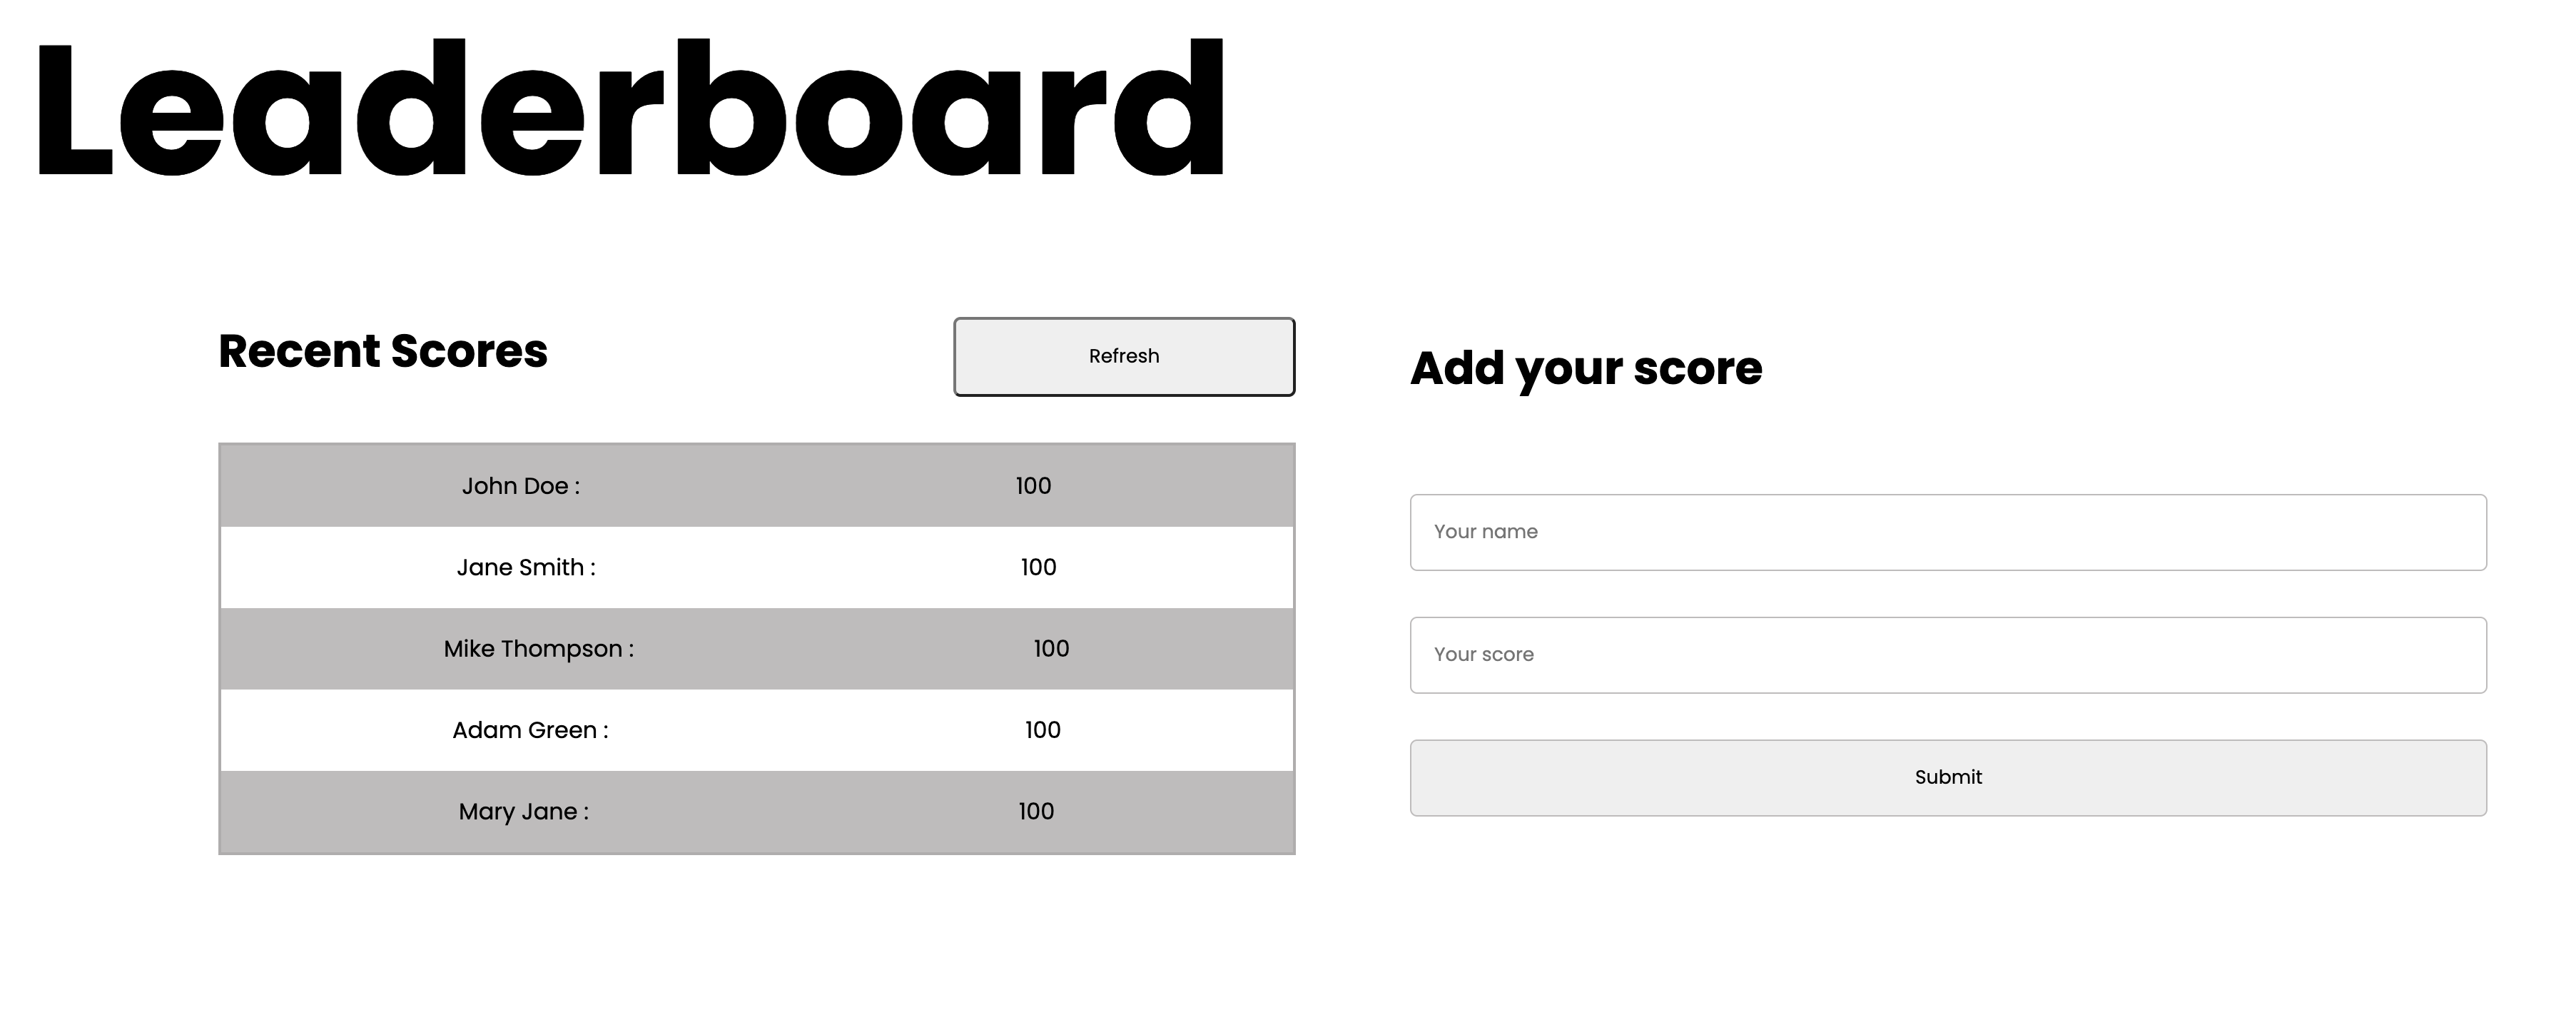 Leaderboard
Recent Scores
Refresh
John Doe : 100
Jane Smith : 100
Mike Thompson : 100
Adam Green : 100
Mary Jane : 100
Add your score
Your name
Your score
Submit